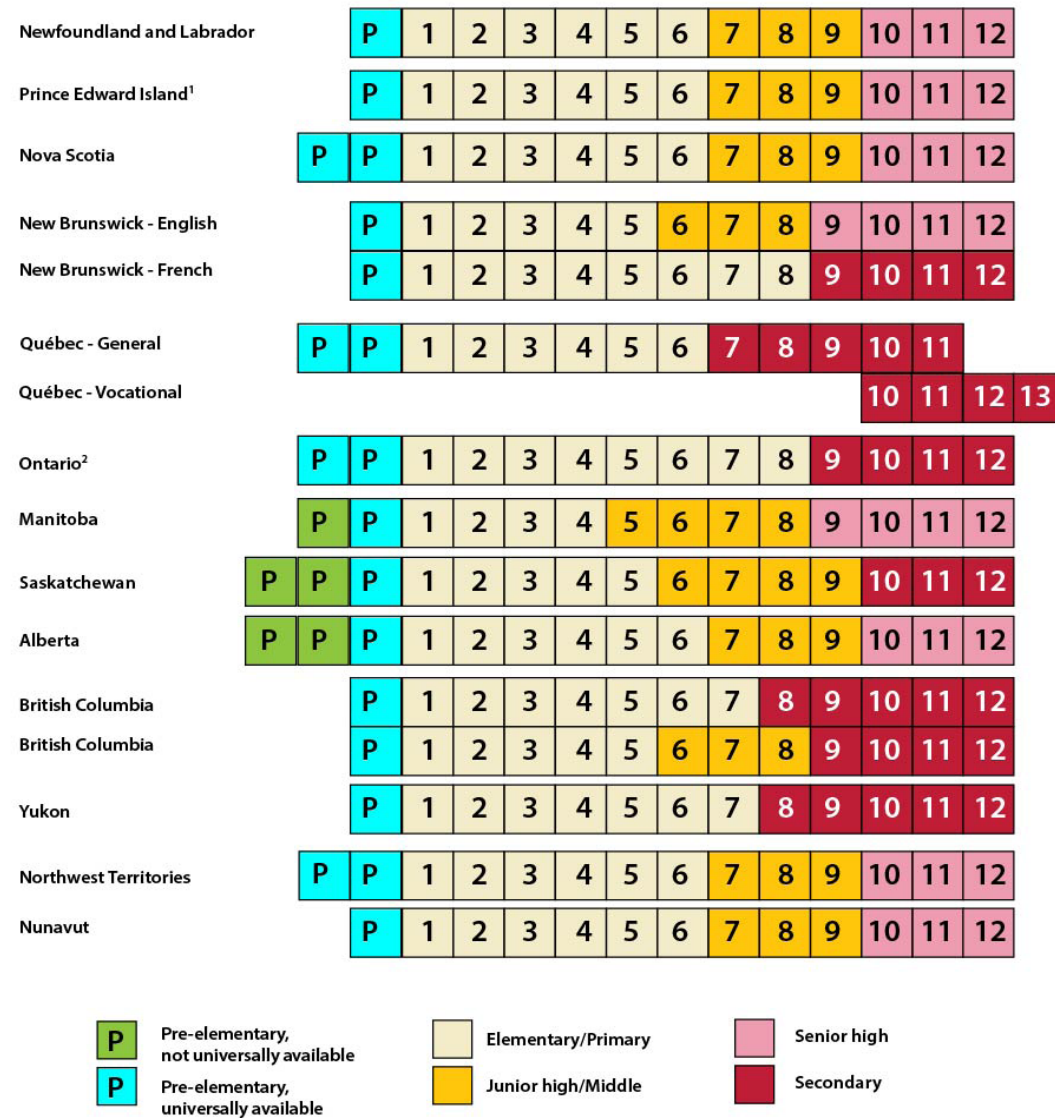 Newfoundland and Labrador P 1 2 3 4 5 6 7 8 9 10 11 12
Prince Edward Island¹ P 1 2 3 4 5 6 7 8 9 10 11 12
Nova Scotia P P 1 2 3 4 5 6 7 8 9 10 11 12
New Brunswick - English P 1 2 3 4 5 6 7 8 9 10 11 12
New Brunswick - French P 1 2 3 4 5 6 7 8 9 10 11 12
Québec - General P P 1 2 3 4 5 6 7 8 9 10 11
Québec - Vocational 10 11 12 13
Ontario² P P 1 2 3 4 5 6 7 8 9 10 11 12
Manitoba P P 1 2 3 4 5 6 7 8 9 10 11 12
Saskatchewan P P P 1 2 3 4 5 6 7 8 9 10 11 12
Alberta P P P 1 2 3 4 5 6 7 8 9 10 11 12
British Columbia P 1 2 3 4 5 6 7 8 9 10 11 12
British Columbia P 1 2 3 4 5 6 7 8 9 10 11 12
Yukon P 1 2 3 4 5 6 7 8 9 10 11 12
Northwest Territories P P 1 2 3 4 5 6 7 8 9 10 11 12
Nunavut P 1 2 3 4 5 6 7 8 9 10 11 12
P Pre-elementary,
not universally available
P Pre-elementary,
universally available
Elementary/Primary
Junior high/Middle
Senior high
Secondary